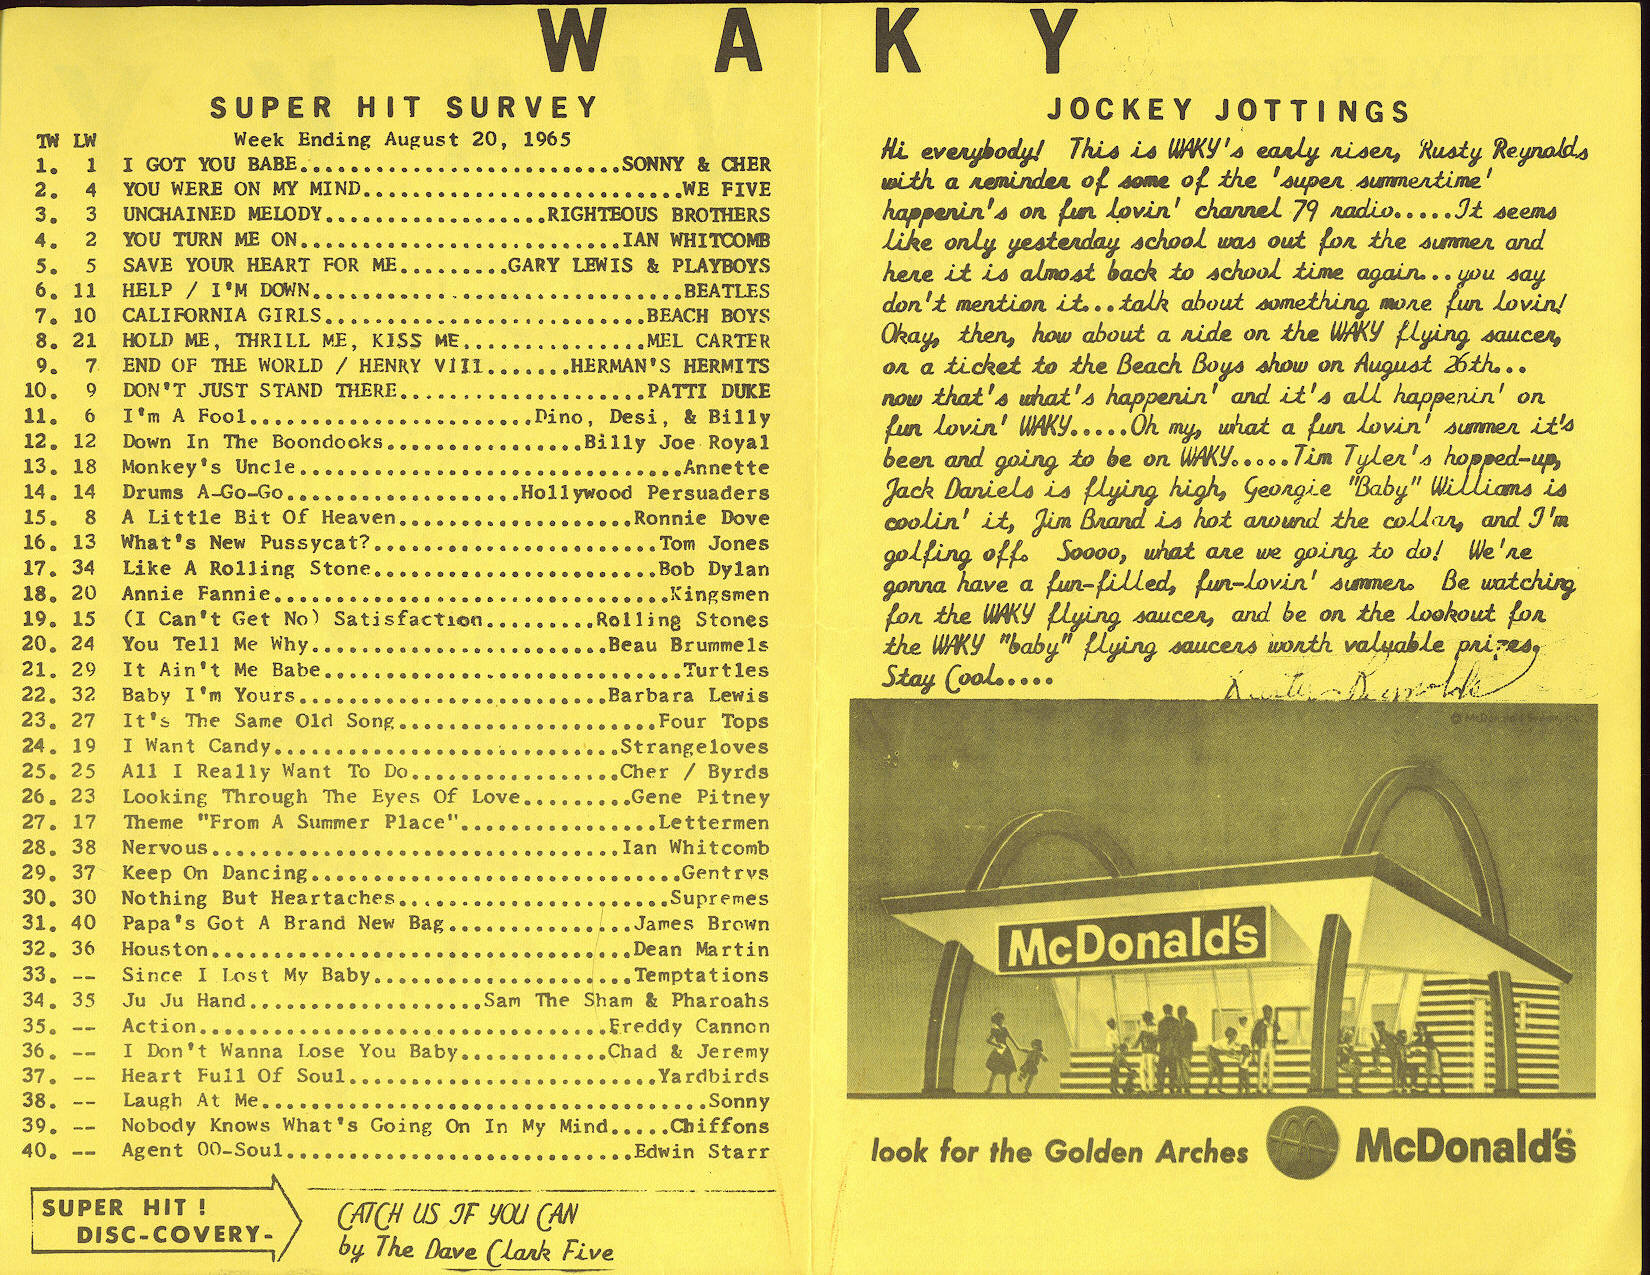 W A K Y
SUPER HIT SURVEY
TW LW Week Ending August 20, 1965
1. 1 I GOT YOU BABE..........................SONNY & CHER
2. 4 YOU WERE ON MY MIND..........................WE FIVE
3. 3 UNCHAINED MELODY..................RIGHTEOUS BROTHERS
4. 2 YOU TURN ME ON..........................IAN WHITCOMB
5. 5 SAVE YOUR HEART FOR ME.........GARY LEWIS & PLAYBOYS
6. 11 HELP / I'M DOWN..............................BEATLES
7. 10 CALIFORNIA GIRLS..........................BEACH BOYS
8. 21 HOLD ME, THRILL ME, KISS ME...............MEL CARTER
9. 7 END OF THE WORLD / HENRY VIII.......HERMAN'S HERMITS
10. 9 DON'T JUST STAND THERE....................PATTI DUKE
11. 6 I'm A Fool.......................Dino, Desi, & Billy
12. 12 Down In The Boondocks................Billy Joe Royal
13. 18 Monkey's Uncle...............................Annette
14. 14 Drums A-Go-Go...................Hollywood Persuaders
15. 8 A Little Bit Of Heaven...................Ronnie Dove
16. 13 What's New Pussycat?.......................Tom Jones
17. 34 Like A Rolling Stone.......................Bob Dylan
18. 20 Annie Fannie................................Kingsmen
19. 15 (I Can't Get No) Satisfaction.........Rolling Stones
20. 24 You Tell Me Why........................Beau Brummels
21. 29 It Ain't Me Babe.............................Turtles
22. 32 Baby I'm Yours.........................Barbara Lewis
23. 27 It's The Same Old Song.....................Four Tops
24. 19 I Want Candy............................Strangeloves
25. 25 All I Really Want To Do.................Cher / Byrds
26. 23 Looking Through The Eyes Of Love.........Gene Pitney
27. 17 Theme "From A Summer Place"................Lettermen
28. 38 Nervous.................................Ian Whitcomb
29. 37 Keep On Dancing..............................Gentrys
30. 30 Nothing But Heartaches......................Supremes
31. 40 Papa's Got A Brand New Bag...............James Brown
32. 36 Houston..................................Dean Martin
33. -- Since I Lost My Baby.....................Temptations
34. 35 Ju Ju Hand...................Sam The Sham & Pharoahs
35. -- Action.................................Freddy Cannon
36. -- I Don't Wanna Lose You Baby............Chad & Jeremy
37. -- Heart Full Of Soul.........................Yardbirds
38. -- Laugh At Me....................................Sonny
39. -- Nobody Knows What's Going On In My Mind.....Chiffons
40. -- Agent 00-Soul............................Edwin Starr
SUPER HIT !
DISC-COVERY-
CATCH US IF YOU CAN
by The Dave Clark Five
JOCKEY JOTTINGS
Hi everybody! This is WAKY's early riser, Rusty Reynolds
with a reminder of some of the 'super summertime'
happenin's on fun lovin' channel 79 radio.....It seems
like only yesterday school was out for the summer and
here it is almost back to school time again...you say
don't mention it...talk about something more fun lovin!
Okay, then, how about a ride on the WAKY flying saucer,
or a ticket to the Beach Boys show on August 26th...
now that's what's happenin' and it's all happenin' on
fun lovin' WAKY.....Oh my, what a fun lovin' summer it's
been and going to be on WAKY.....Tim Tyler's hopped-up,
Jack Daniels is flying high, Georgie "Baby" Williams is
coolin' it, Jim Brand is hot around the collar, and I'm
golfing off. Soooo, what are we going to do! We're
gonna have a fun-filled, fun-lovin' summer. Be watching
for the WAKY flying saucer, and be on the lookout for
the WAKY "baby" flying saucers worth valuable prizes.
Stay Cool.....
Rusty Reynolds
McDonald's
look for the Golden Arches McDonald's